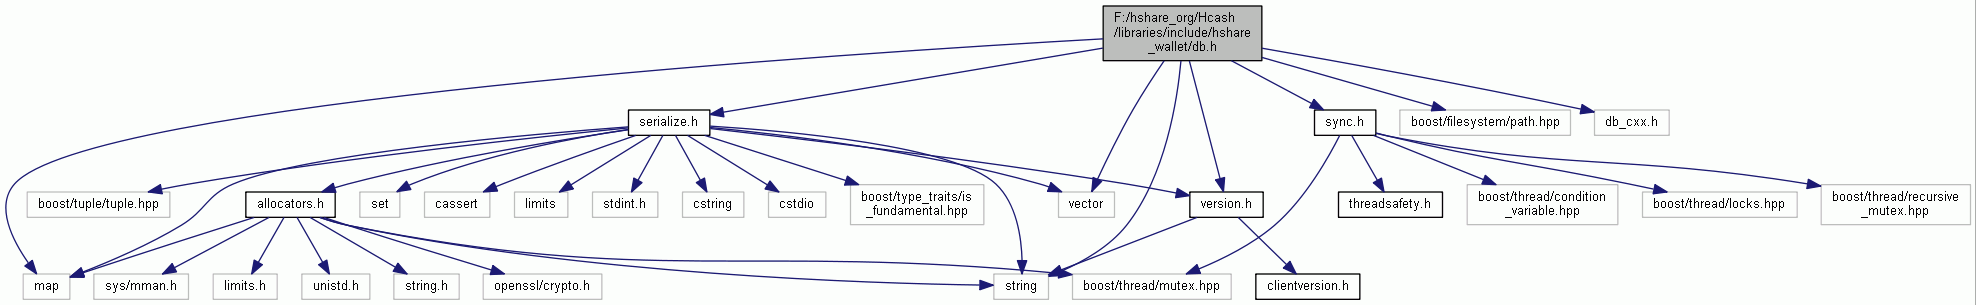 F:/hshare_org/Hcash
/libraries/include/hshare
_wallet/db.h
serialize.h
sync.h
boost/filesystem/path.hpp
db_cxx.h
boost/tuple/tuple.hpp
allocators.h
set
cassert
limits
stdint.h
cstring
cstdio
boost/type_traits/is
_fundamental.hpp
vector
version.h
threadsafety.h
boost/thread/condition
_variable.hpp
boost/thread/locks.hpp
boost/thread/recursive
_mutex.hpp
map
sys/mman.h
limits.h
unistd.h
string.h
openssl/crypto.h
string
boost/thread/mutex.hpp
clientversion.h